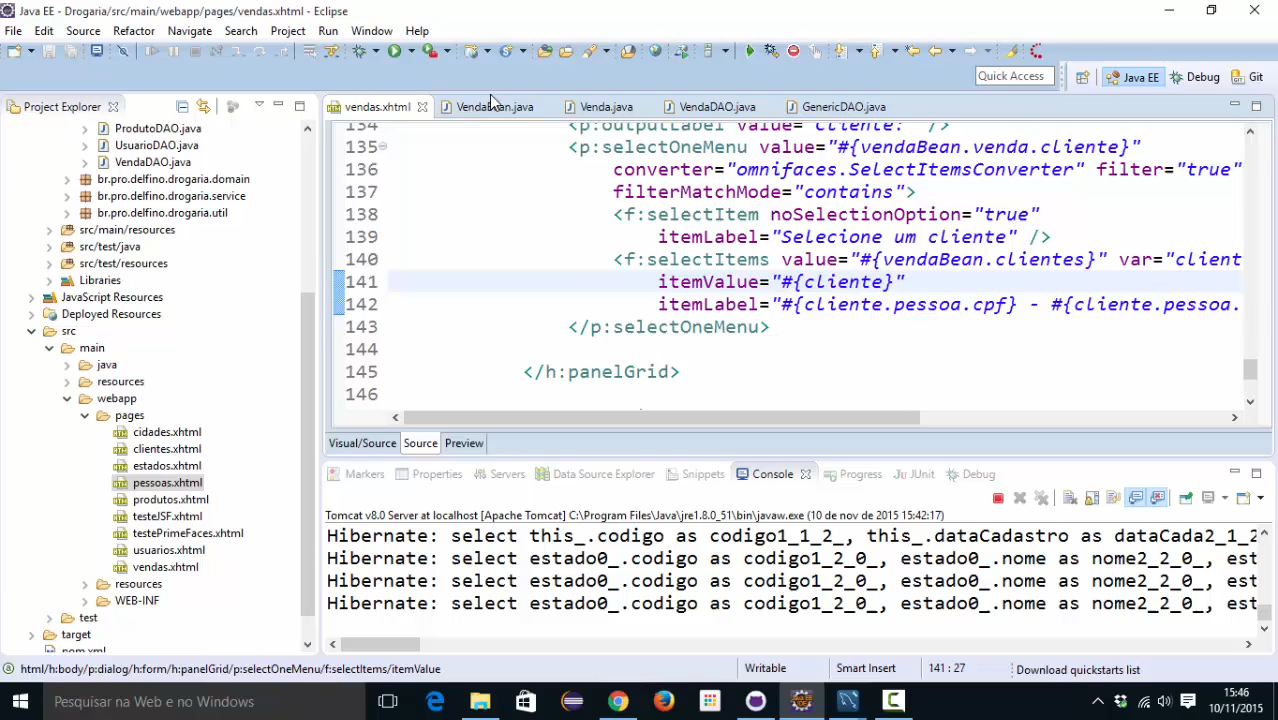 Java EE - Drogaria/src/main/webapp/pages/vendas.xhtml - Eclipse
File Edit Source Refactor Navigate Search Project Run Window Help
Quick Access
Java EE
Debug
Git
Project Explorer
ProdutoDAO.java
UsuarioDAO.java
VendaDAO.java
br.pro.delfino.drogaria.domain
br.pro.delfino.drogaria.service
br.pro.delfino.drogaria.util
src/main/resources
src/test/java
src/test/resources
Libraries
JavaScript Resources
Deployed Resources
src
main
java
resources
webapp
pages
cidades.xhtml
clientes.xhtml
estados.xhtml
pessoas.xhtml
produtos.xhtml
testeJSF.xhtml
testePrimeFaces.xhtml
usuarios.xhtml
vendas.xhtml
resources
WEB-INF
test
target
pom.xml
vendas.xhtml
VendaBean.java
Venda.java
VendaDAO.java
GenericDAO.java
134 <p:outputLabel value="Cliente:" />
135 <p:selectOneMenu value="#{vendaBean.venda.cliente}"
136 converter="omnifaces.SelectItemsConverter" filter="true"
137 filterMatchMode="contains">
138 <f:selectItem noSelectionOption="true"
139 itemLabel="Selecione um cliente" />
140 <f:selectItems value="#{vendaBean.clientes}" var="client
141 itemValue="#{cliente}"
142 itemLabel="#{cliente.pessoa.cpf} - #{cliente.pessoa.
143 </p:selectOneMenu>
144
145 </h:panelGrid>
146
Visual/Source Source Preview
Markers Properties Servers Data Source Explorer Snippets Console Progress JUnit Debug
Tomcat v8.0 Server at localhost [Apache Tomcat] C:\Program Files\Java\jre1.8.0_51\bin\javaw.exe (10 de nov de 2015 15:42:17)
Hibernate: select this_.codigo as codigo1_1_2_, this_.dataCadastro as dataCada2_1_2
Hibernate: select estado0_.codigo as codigo1_2_0_, estado0_.nome as nome2_2_0_, est
Hibernate: select estado0_.codigo as codigo1_2_0_, estado0_.nome as nome2_2_0_, est
Hibernate: select estado0_.codigo as codigo1_2_0_, estado0_.nome as nome2_2_0_, est
html/h:body/p:dialog/h:form/h:panelGrid/p:selectOneMenu/f:selectItems/itemValue
Writable
Smart Insert
141 : 27
Download quickstarts list
Pesquisar na Web e no Windows
15:46
10/11/2015